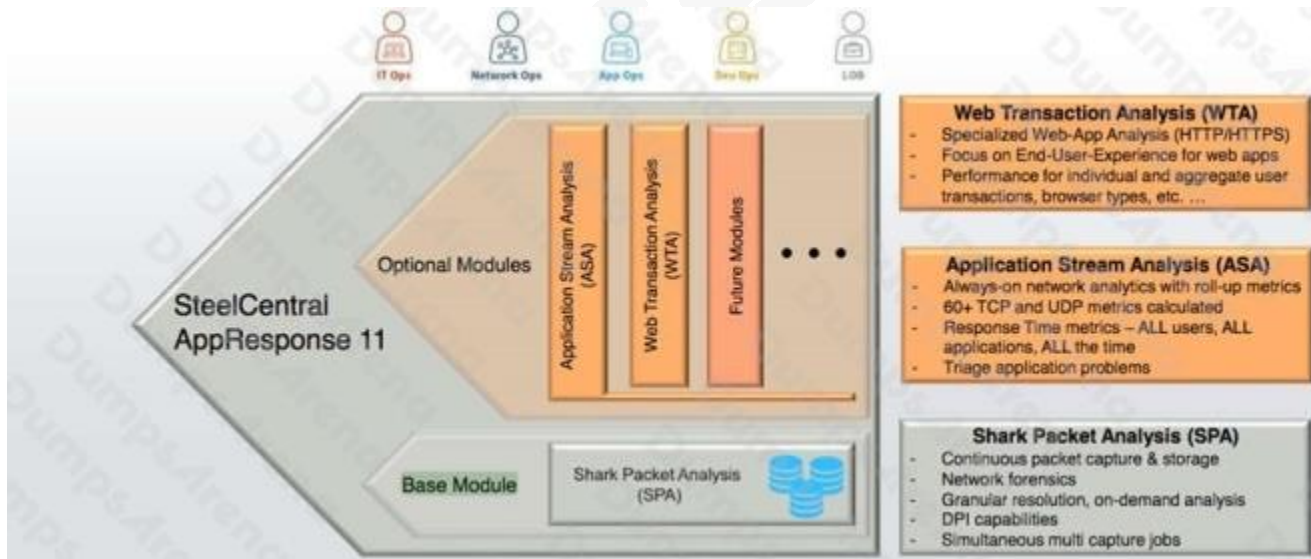 IT Ops
Network Ops
App Ops
Dev Ops
LOB
SteelCentral
AppResponse 11
Optional Modules
Application Stream Analysis
(ASA)
Web Transaction Analysis
(WTA)
Future Modules
• • •
Base Module
Shark Packet Analysis
(SPA)
Web Transaction Analysis (WTA)
- Specialized Web-App Analysis (HTTP/HTTPS)
- Focus on End-User-Experience for web apps
- Performance for individual and aggregate user
transactions, browser types, etc. ...
Application Stream Analysis (ASA)
- Always-on network analytics with roll-up metrics
- 60+ TCP and UDP metrics calculated
- Response Time metrics – ALL users, ALL
applications, ALL the time
- Triage application problems
Shark Packet Analysis (SPA)
- Continuous packet capture & storage
- Network forensics
- Granular resolution, on-demand analysis
- DPI capabilities
- Simultaneous multi capture jobs
DumpsArena